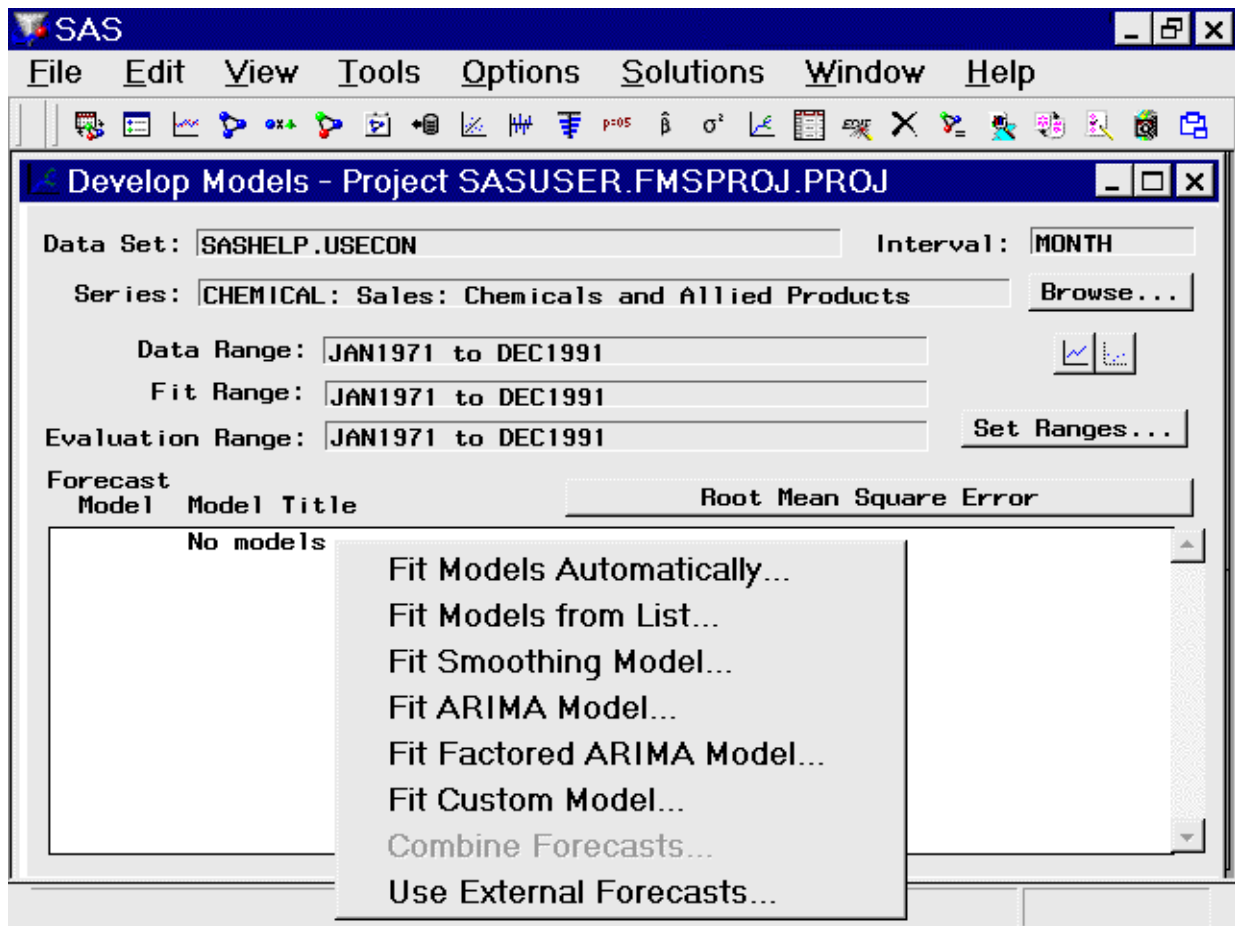 SAS
File Edit View Tools Options Solutions Window Help
p=05 β̂ σ²
Develop Models - Project SASUSER.FMSPROJ.PROJ
Data Set: SASHELP.USECON Interval: MONTH
Series: CHEMICAL: Sales: Chemicals and Allied Products Browse...
Data Range: JAN1971 to DEC1991
Fit Range: JAN1971 to DEC1991
Evaluation Range: JAN1971 to DEC1991 Set Ranges...
Forecast
Model Model Title Root Mean Square Error
No models
Fit Models Automatically...
Fit Models from List...
Fit Smoothing Model...
Fit ARIMA Model...
Fit Factored ARIMA Model...
Fit Custom Model...
Combine Forecasts...
Use External Forecasts...